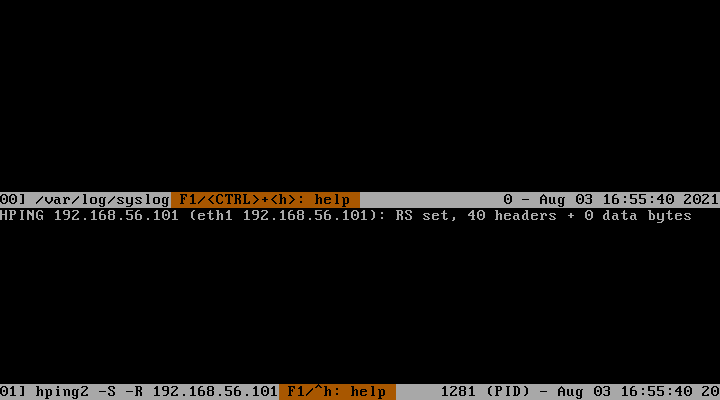 00] /var/log/syslog F1/<CTRL>+<h>: help 0 - Aug 03 16:55:40 2021
HPING 192.168.56.101 (eth1 192.168.56.101): RS set, 40 headers + 0 data bytes
01] hping2 -S -R 192.168.56.101 F1/^h: help 1281 (PID) - Aug 03 16:55:40 20